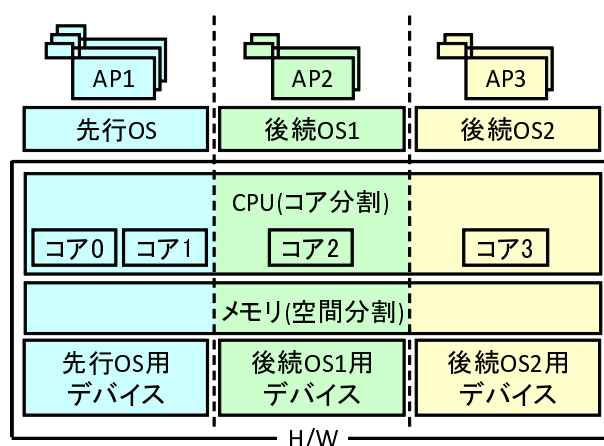 AP1
AP2
AP3
先行OS
後続OS1
後続OS2
CPU(コア分割)
コア0
コア1
コア2
コア3
メモリ(空間分割)
先行OS用
デバイス
後続OS1用
デバイス
後続OS2用
デバイス
H/W